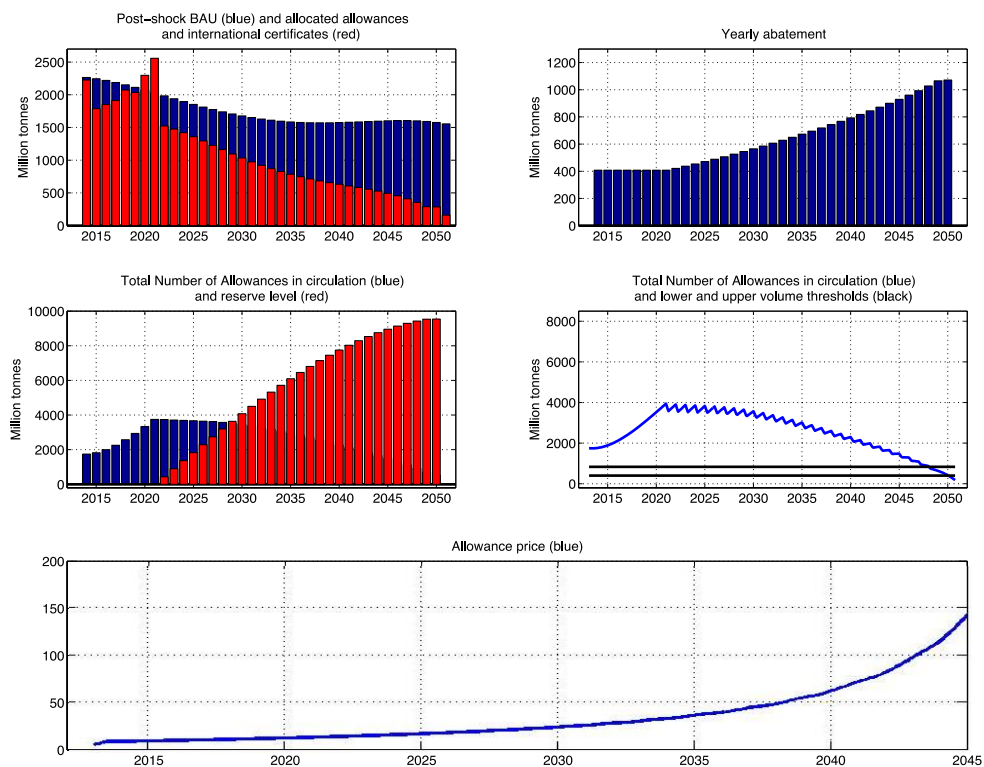 Post−shock BAU (blue) and allocated allowances
and international certificates (red)
Million tonnes
2500
2000
1500
1000
500
0
2015 2020 2025 2030 2035 2040 2045 2050
Yearly abatement
Million tonnes
1200
1000
800
600
400
200
0
2015 2020 2025 2030 2035 2040 2045 2050
Total Number of Allowances in circulation (blue)
and reserve level (red)
Million tonnes
10000
8000
6000
4000
2000
0
2015 2020 2025 2030 2035 2040 2045 2050
Total Number of Allowances in circulation (blue)
and lower and upper volume thresholds (black)
Million tonnes
8000
6000
4000
2000
0
2015 2020 2025 2030 2035 2040 2045 2050
Allowance price (blue)
200
150
100
50
0
2015 2020 2025 2030 2035 2040 2045